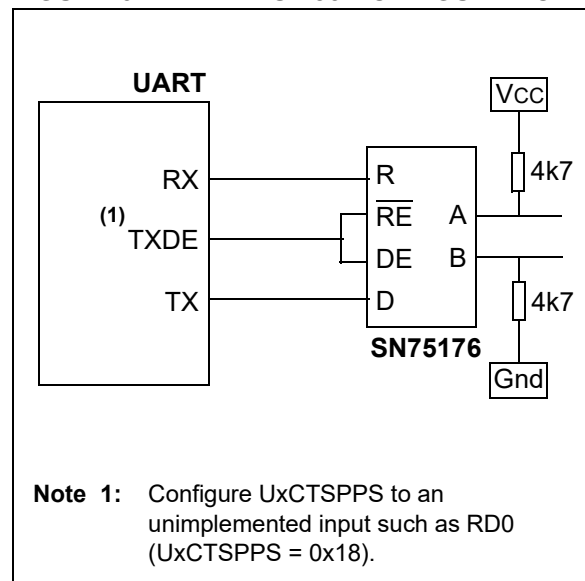 UART
VCC
RX
R
4k7
(1)
TXDE
RE
A
DE
B
TX
D
4k7
SN75176
Gnd
Note 1: Configure UxCTSPPS to an
unimplemented input such as RD0
(UxCTSPPS = 0x18).